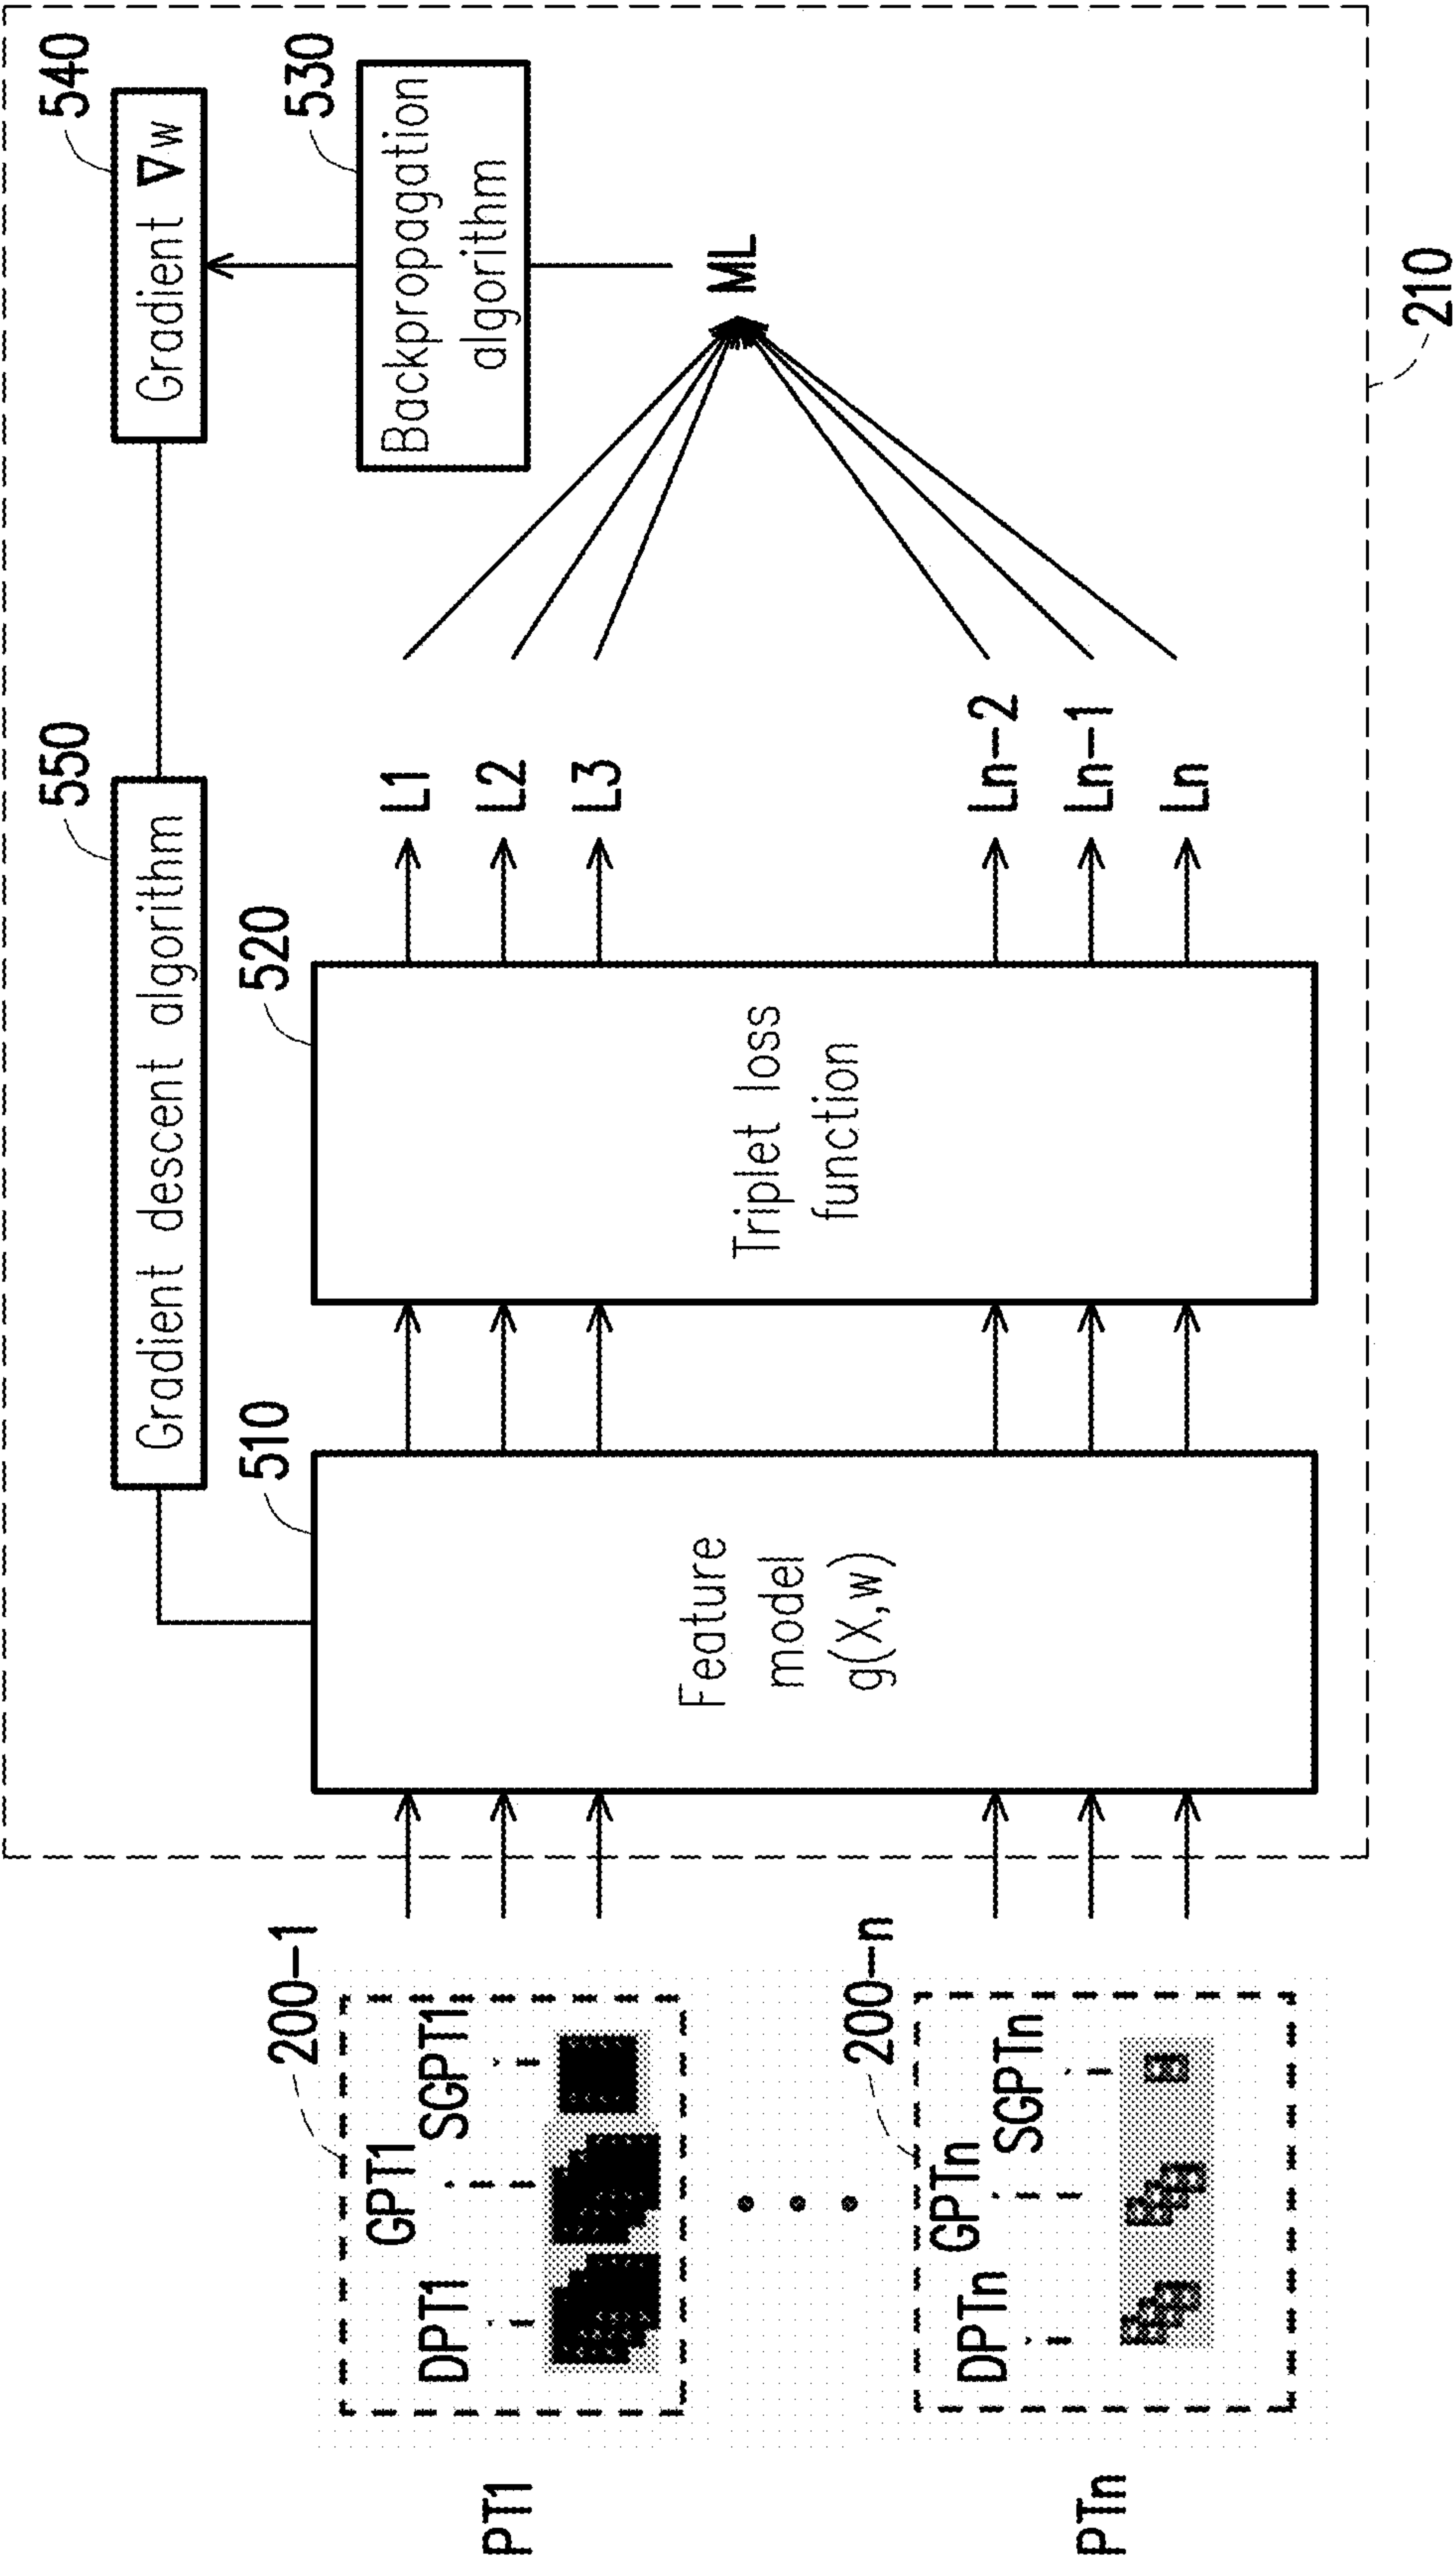 550
540
Gradient descent algorithm
Gradient ∇w
510
520
530
Backpropagation
algorithm
200-1
GPT1
DPT1
SGPT1
PT1
Feature
model
g(X,w)
Triplet loss
function
L1
L2
L3
ML
200-n
GPTn
DPTn
SGPTn
PTn
Ln-2
Ln-1
Ln
210